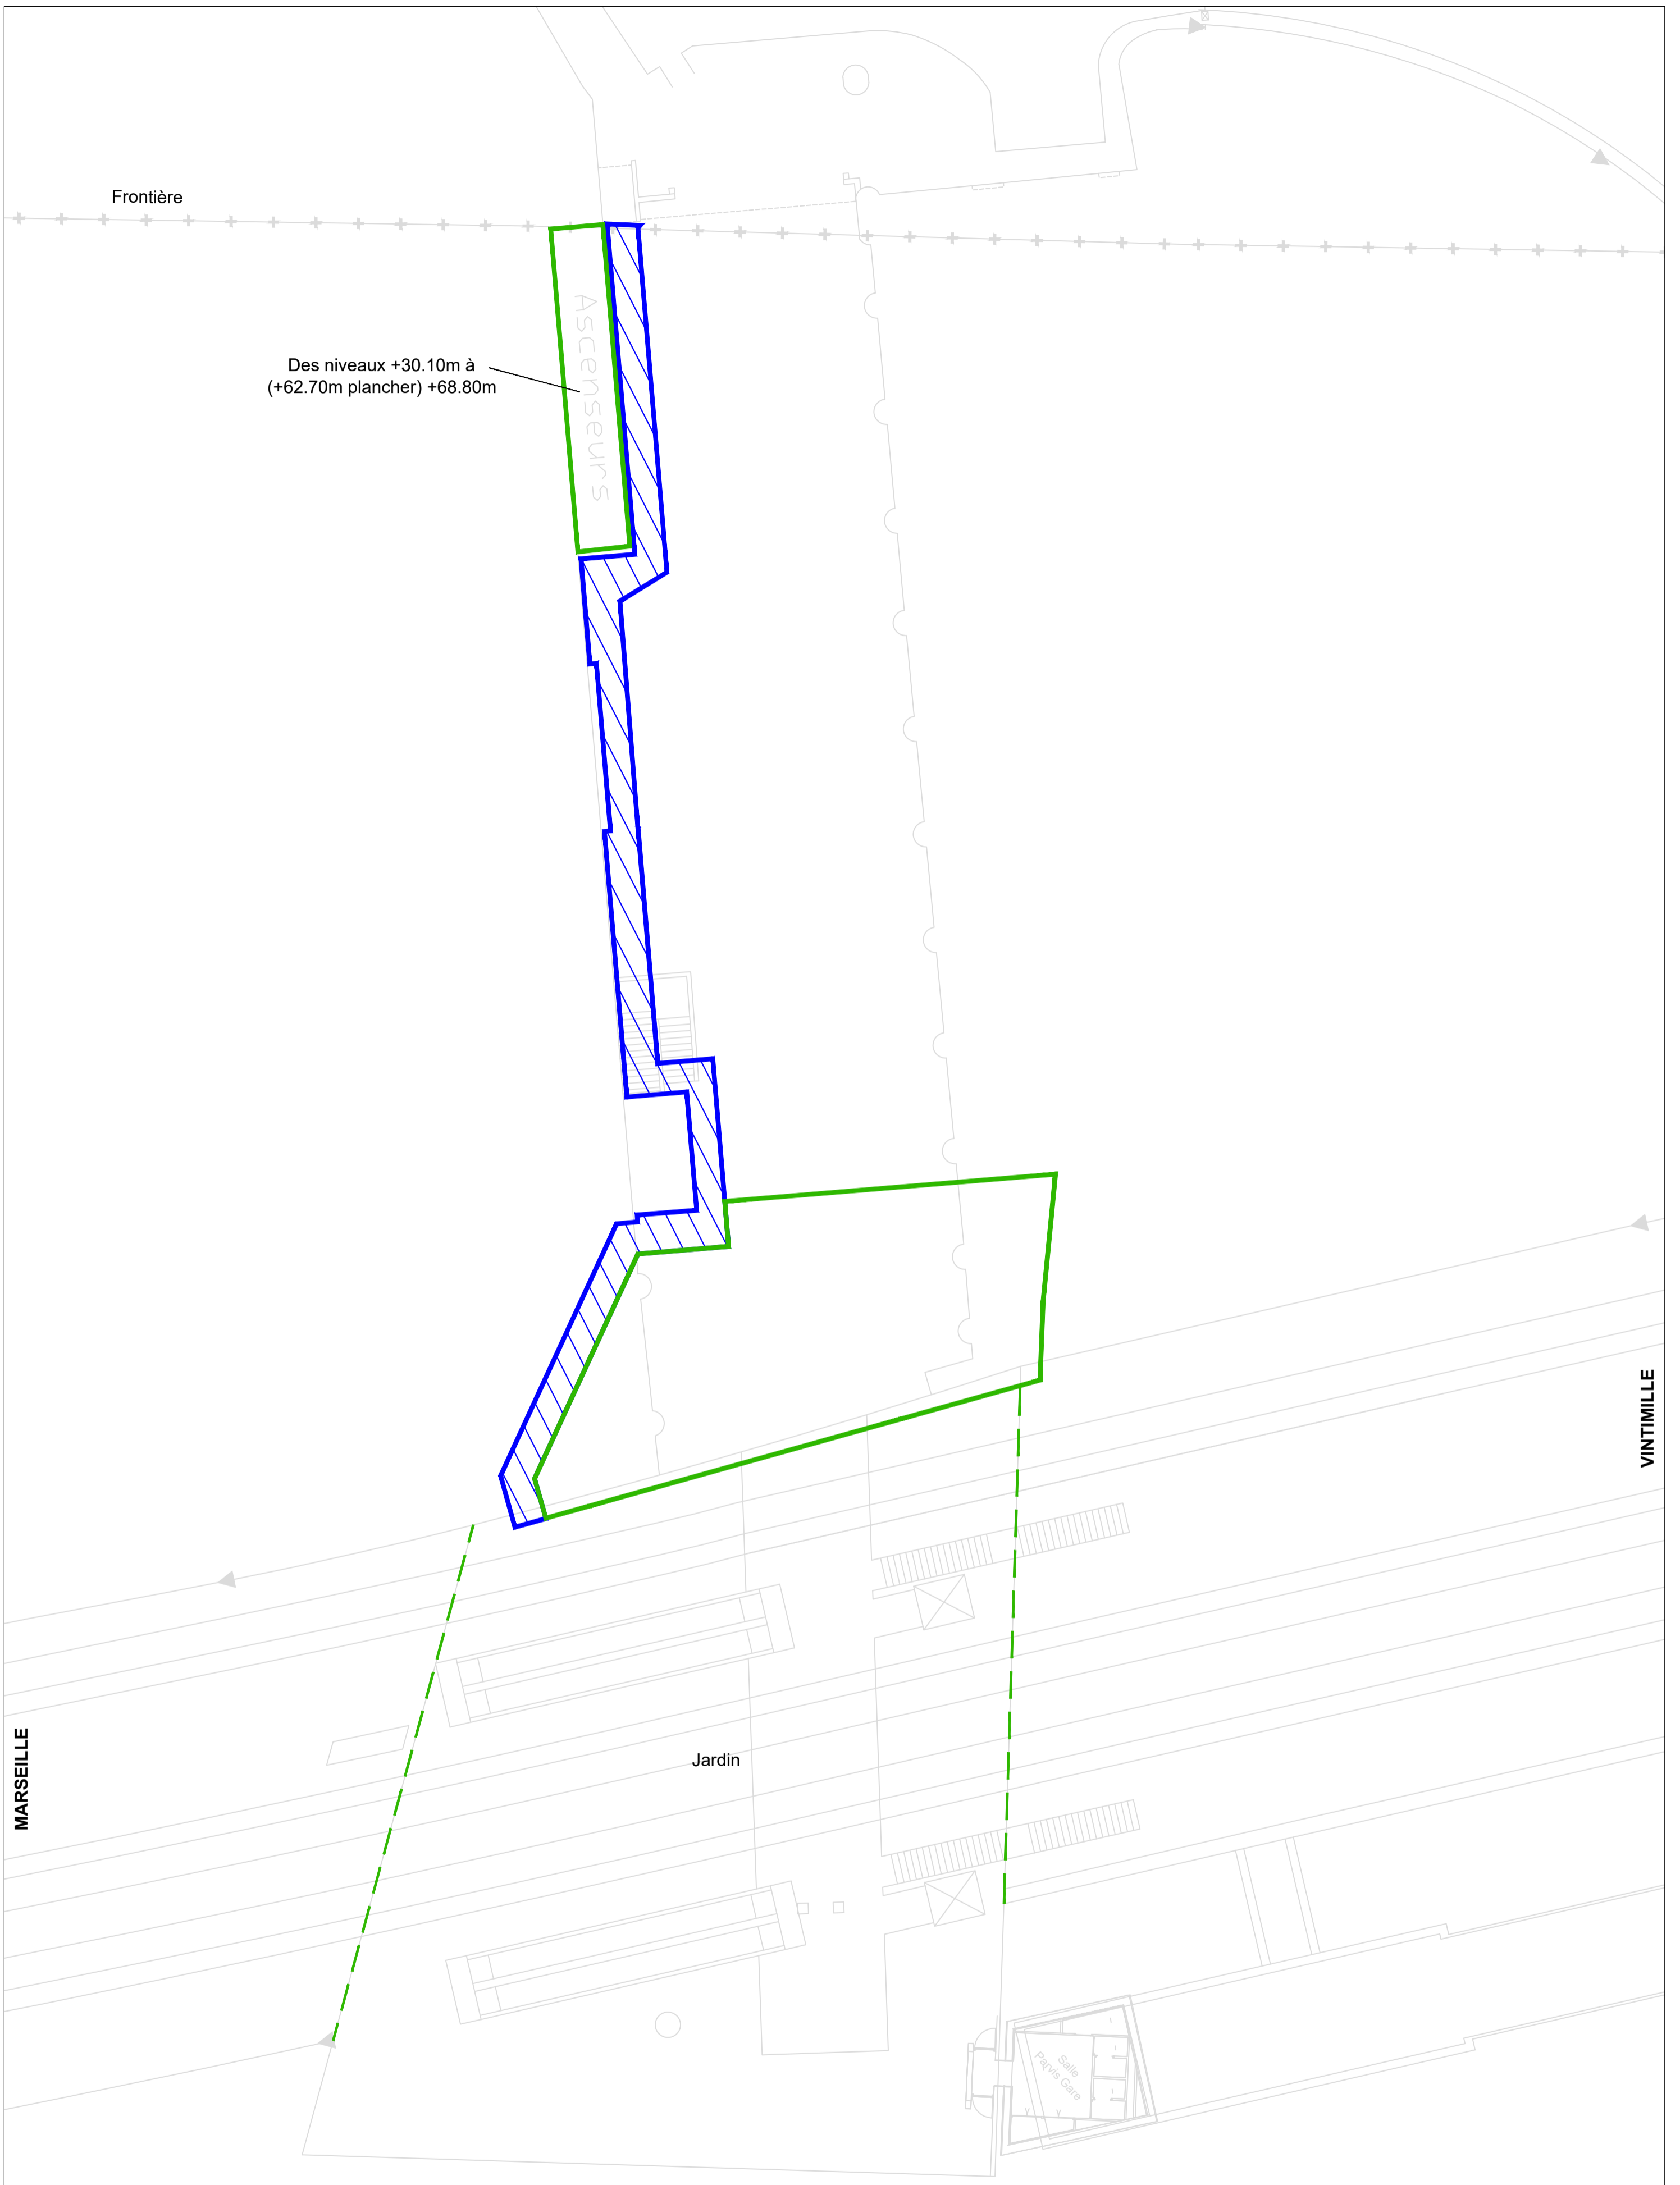 Frontière
Ascenseurs
Des niveaux +30.10m à
(+62.70m plancher) +68.80m
VINTIMILLE
MARSEILLE
Jardin
Salle
Parvis Gare